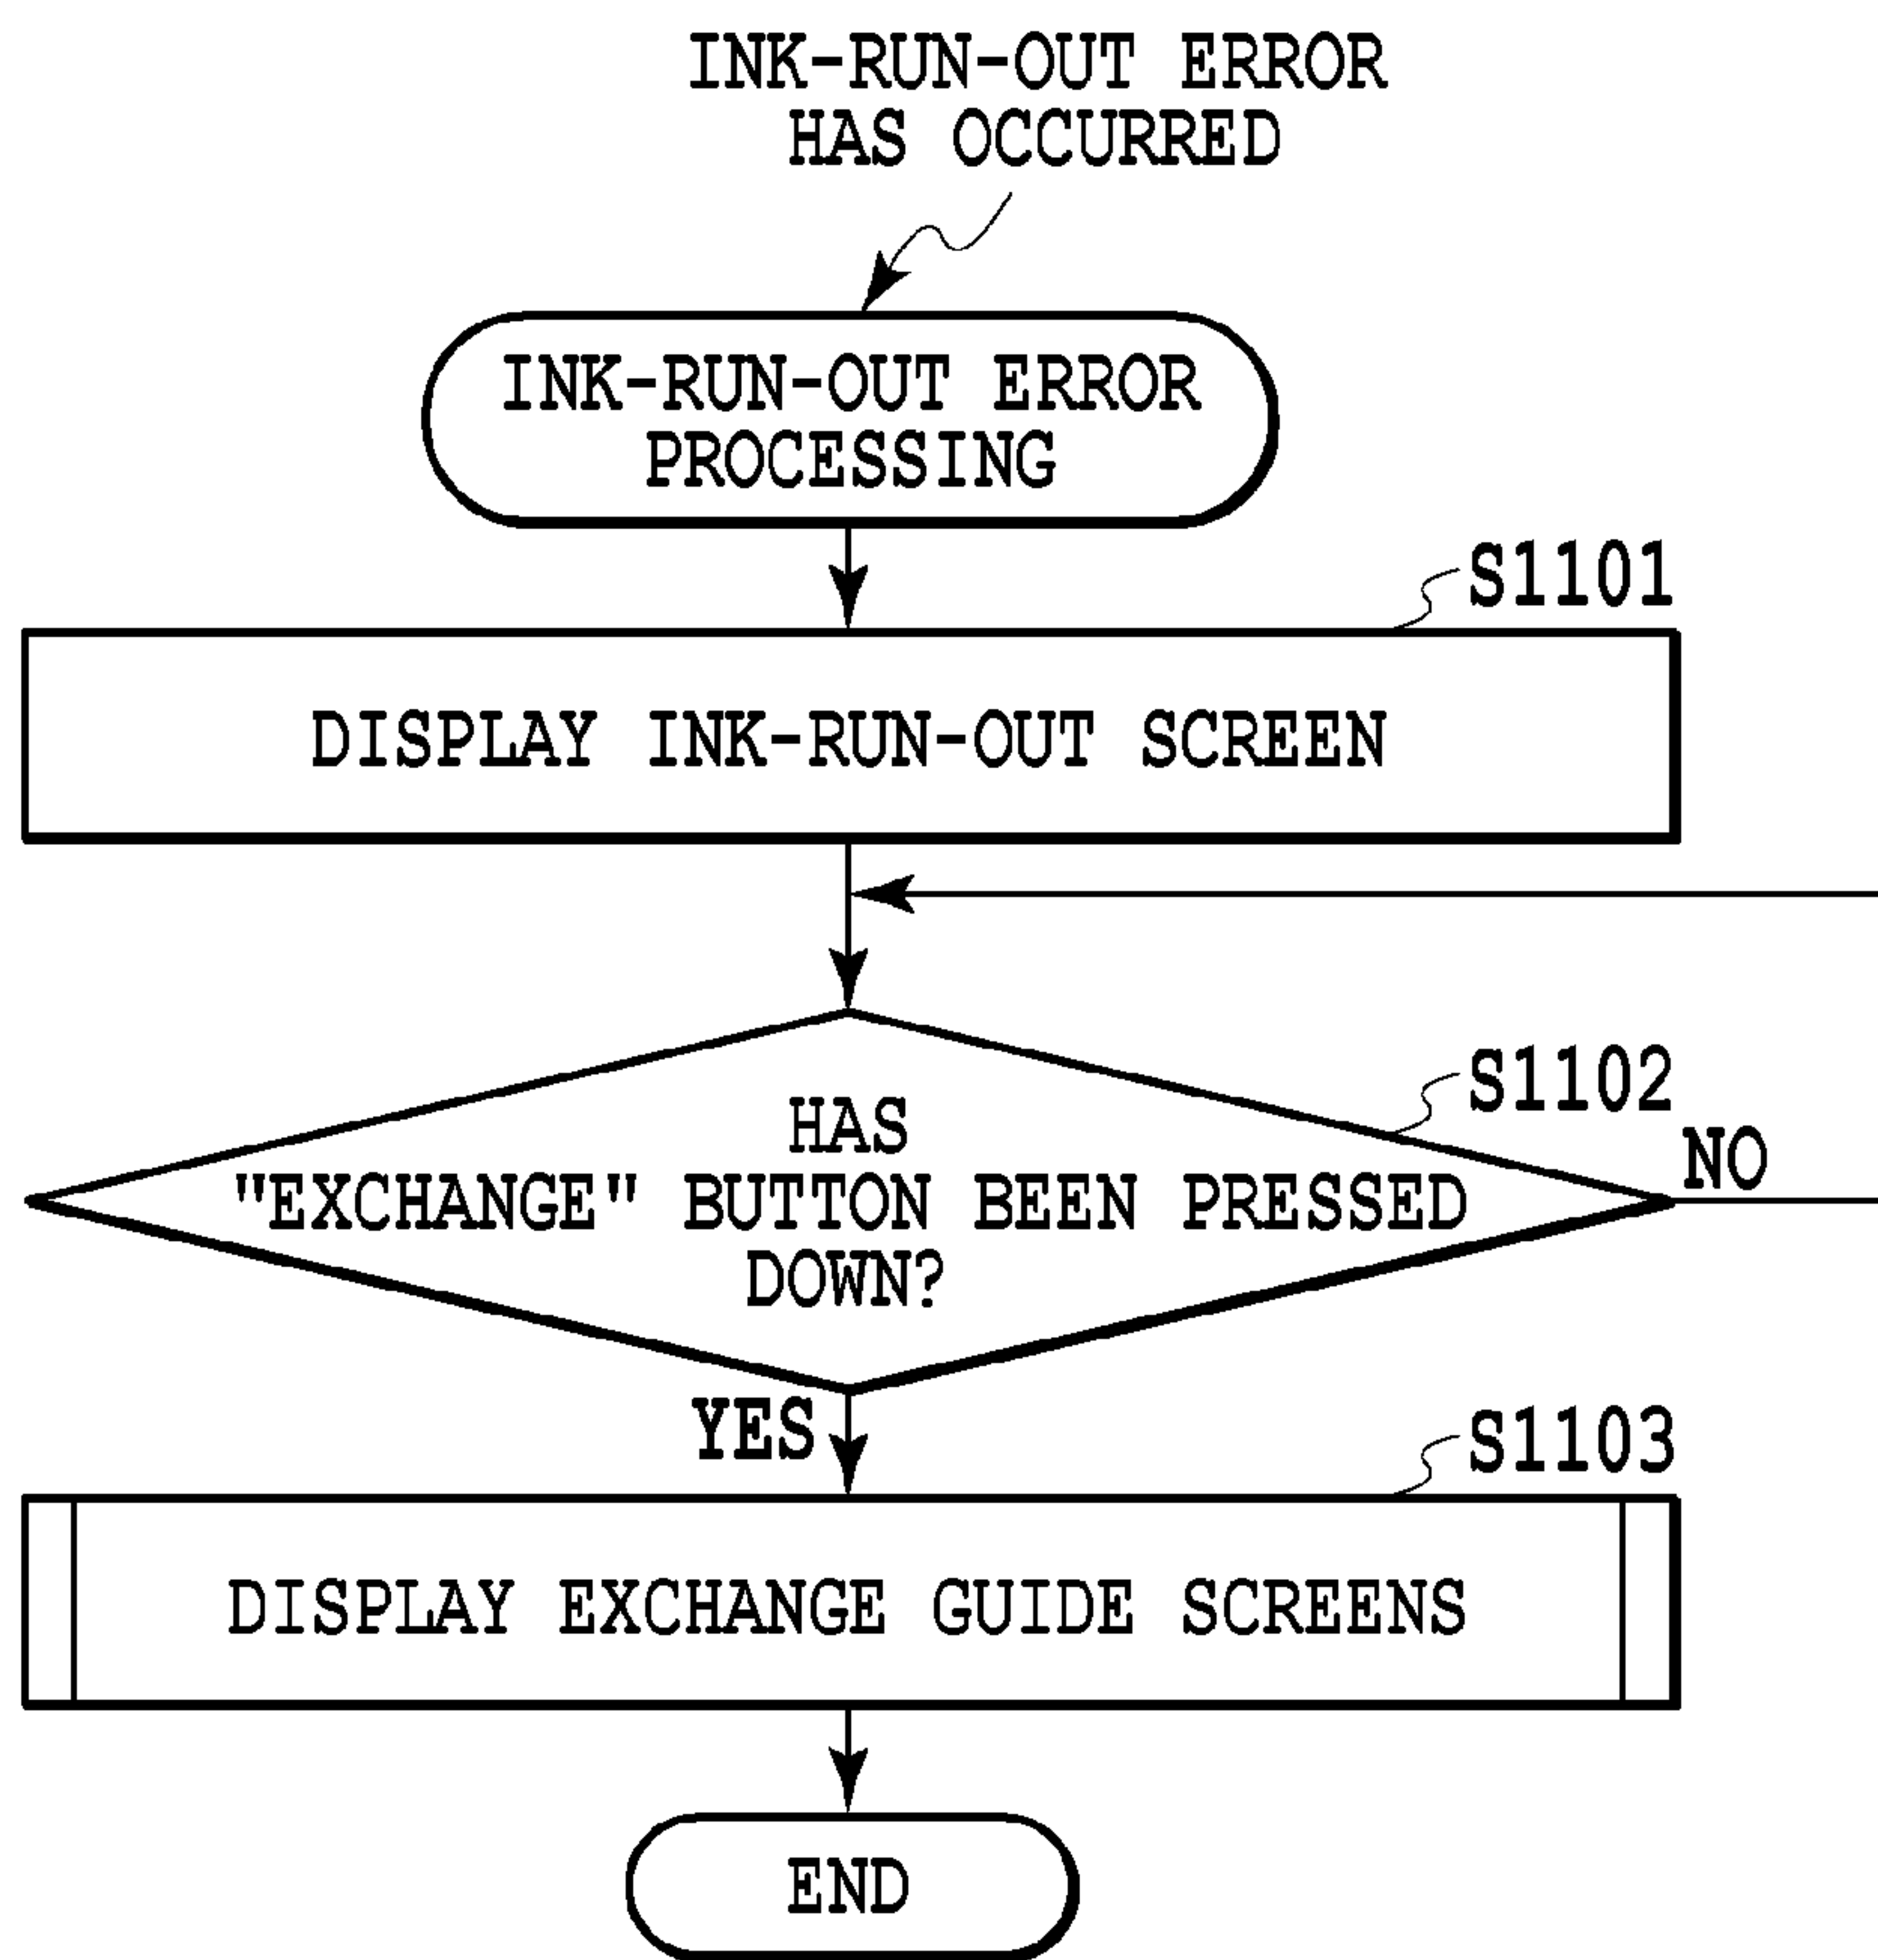 INK-RUN-OUT ERROR
HAS OCCURRED
INK-RUN-OUT ERROR
PROCESSING
S1101
DISPLAY INK-RUN-OUT SCREEN
S1102
HAS
"EXCHANGE" BUTTON BEEN PRESSED
DOWN?
NO
YES
S1103
DISPLAY EXCHANGE GUIDE SCREENS
END